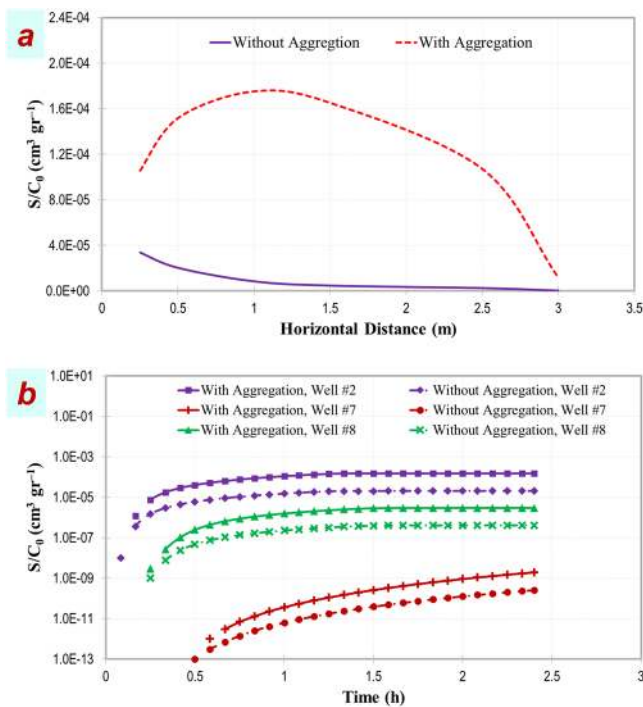 a
Without Aggregtion
With Aggregation
2.4E-04
2.0E-04
1.6E-04
1.2E-04
8.0E-05
4.0E-05
0.0E+00
S/C₀ (cm³ gr⁻¹)
0 0.5 1 1.5 2 2.5 3 3.5
Horizontal Distance (m)
b
With Aggregation, Well #2 Without Aggregation, Well #2
With Aggregation, Well #7 Without Aggregation, Well #7
With Aggregation, Well #8 Without Aggregation, Well #8
1.0E+01
1.0E-01
1.0E-03
1.0E-05
1.0E-07
1.0E-09
1.0E-11
1.0E-13
S/C₀ (cm³ gr⁻¹)
0 0.5 1 1.5 2 2.5 3
Time (h)